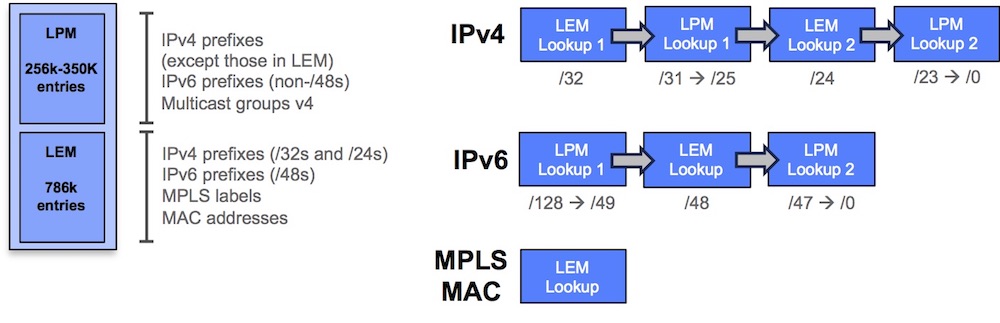 LPM
256k-350K
entries
IPv4 prefixes
(except those in LEM)
IPv6 prefixes (non-/48s)
Multicast groups v4
LEM
786k
entries
IPv4 prefixes (/32s and /24s)
IPv6 prefixes (/48s)
MPLS labels
MAC addresses
IPv4
LEM
Lookup 1
LPM
Lookup 1
LEM
Lookup 2
LPM
Lookup 2
/32
/31 → /25
/24
/23 → /0
IPv6
LPM
Lookup 1
LEM
Lookup
LPM
Lookup 2
/128 → /49
/48
/47 → /0
MPLS
MAC
LEM
Lookup